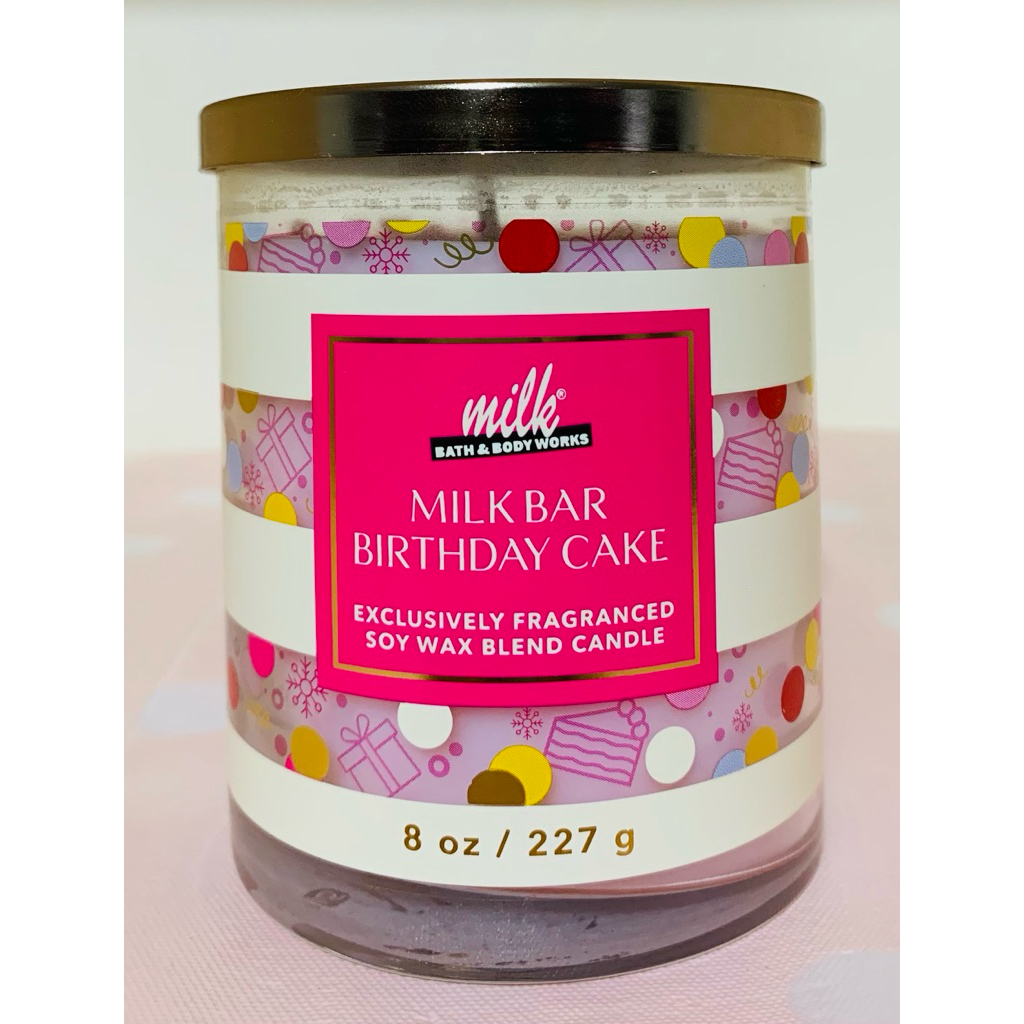 milk®
BATH & BODY WORKS
MILK BAR
BIRTHDAY CAKE
EXCLUSIVELY FRAGRANCED
SOY WAX BLEND CANDLE
8 oz / 227 g